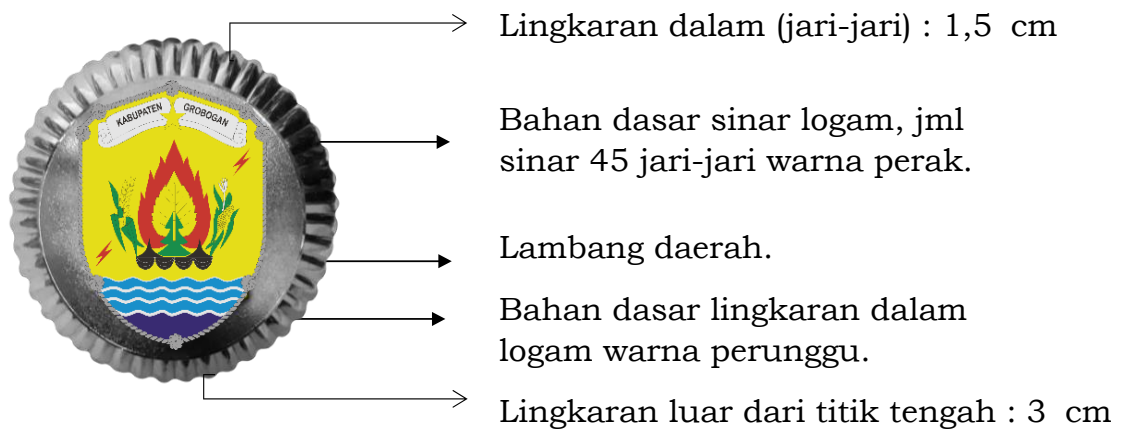 Lingkaran dalam (jari-jari) : 1,5 cm
KABUPATEN GROBOGAN
Bahan dasar sinar logam, jml
sinar 45 jari-jari warna perak.
Lambang daerah.
Bahan dasar lingkaran dalam
logam warna perunggu.
Lingkaran luar dari titik tengah : 3 cm